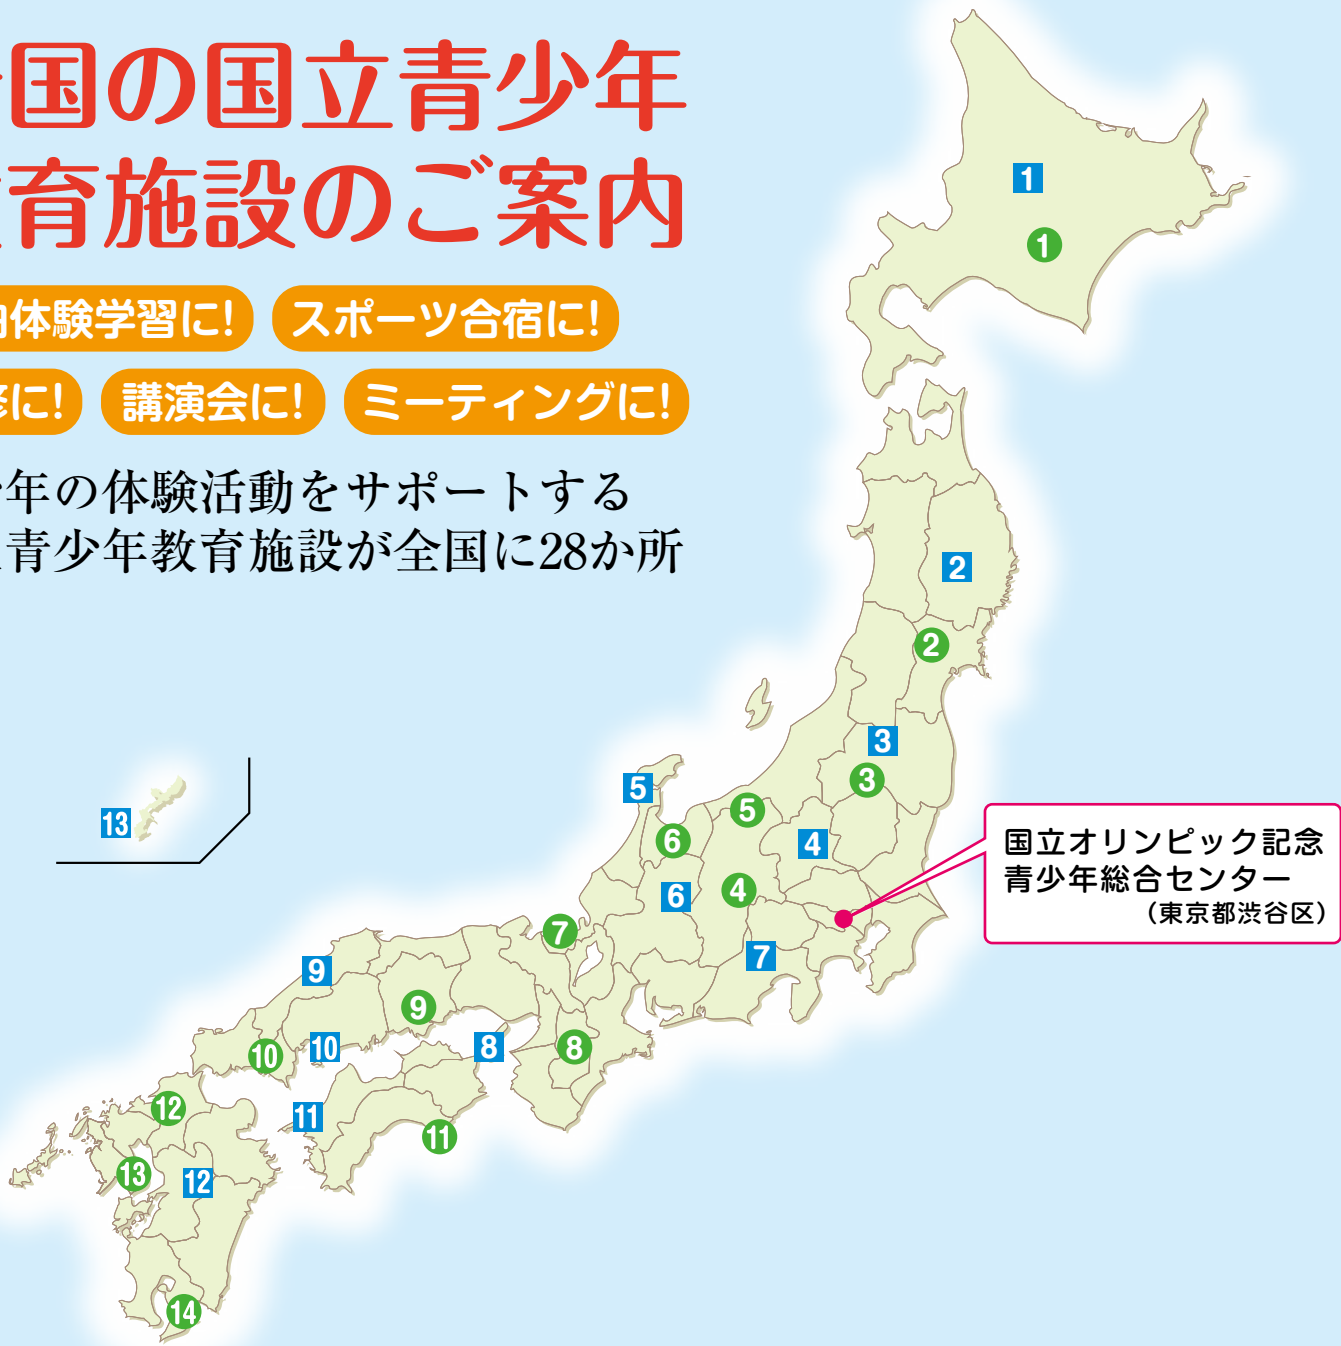 国の国立青少年
育施設のご案内
体験学習に!
スポーツ合宿に!
に!
講演会に!
ミーティングに!
年の体験活動をサポートする
青少年教育施設が全国に28か所
1
1
2
2
3
3
5
5
4
6
4
6
7
7
国立オリンピック記念
青少年総合センター
(東京都渋谷区)
13
9
9
10
10
8
8
12
11
11
13
12
14